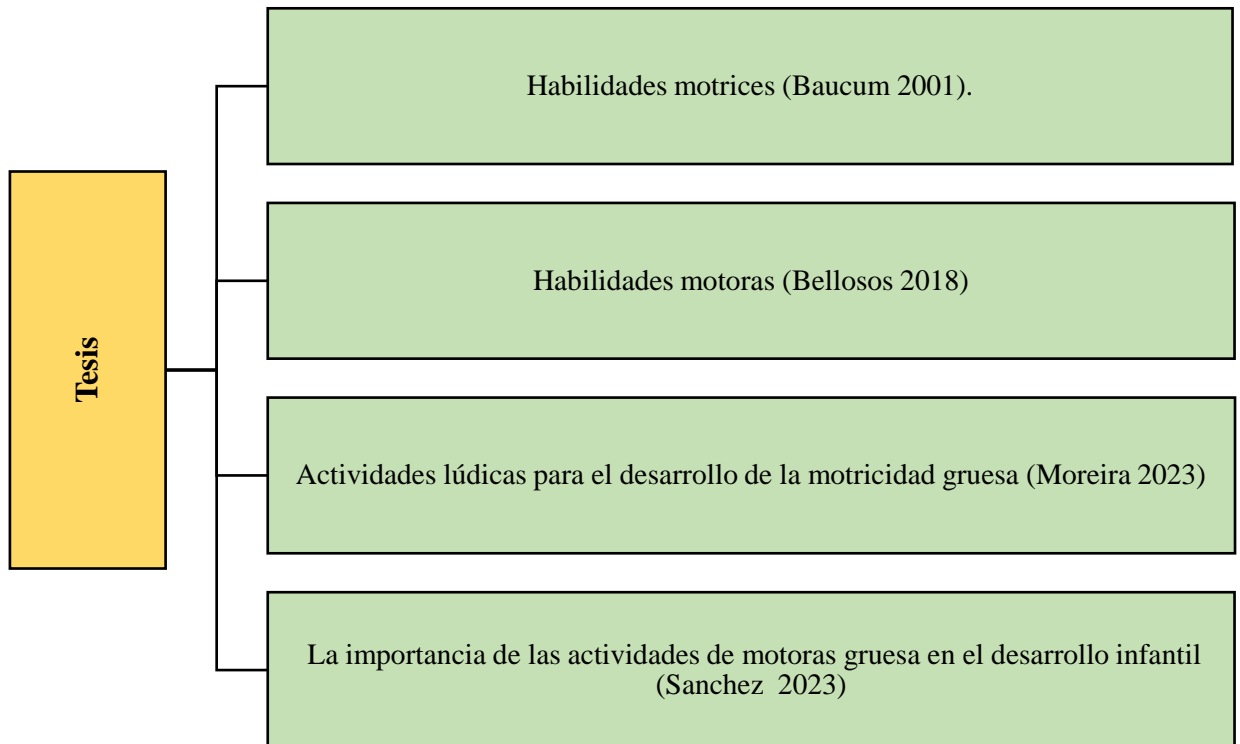 Tesis
Habilidades motrices (Baucum 2001).
Habilidades motoras (Bellosos 2018)
Actividades lúdicas para el desarrollo de la motricidad gruesa (Moreira 2023)
La importancia de las actividades de motoras gruesa en el desarrollo infantil
(Sanchez  2023)